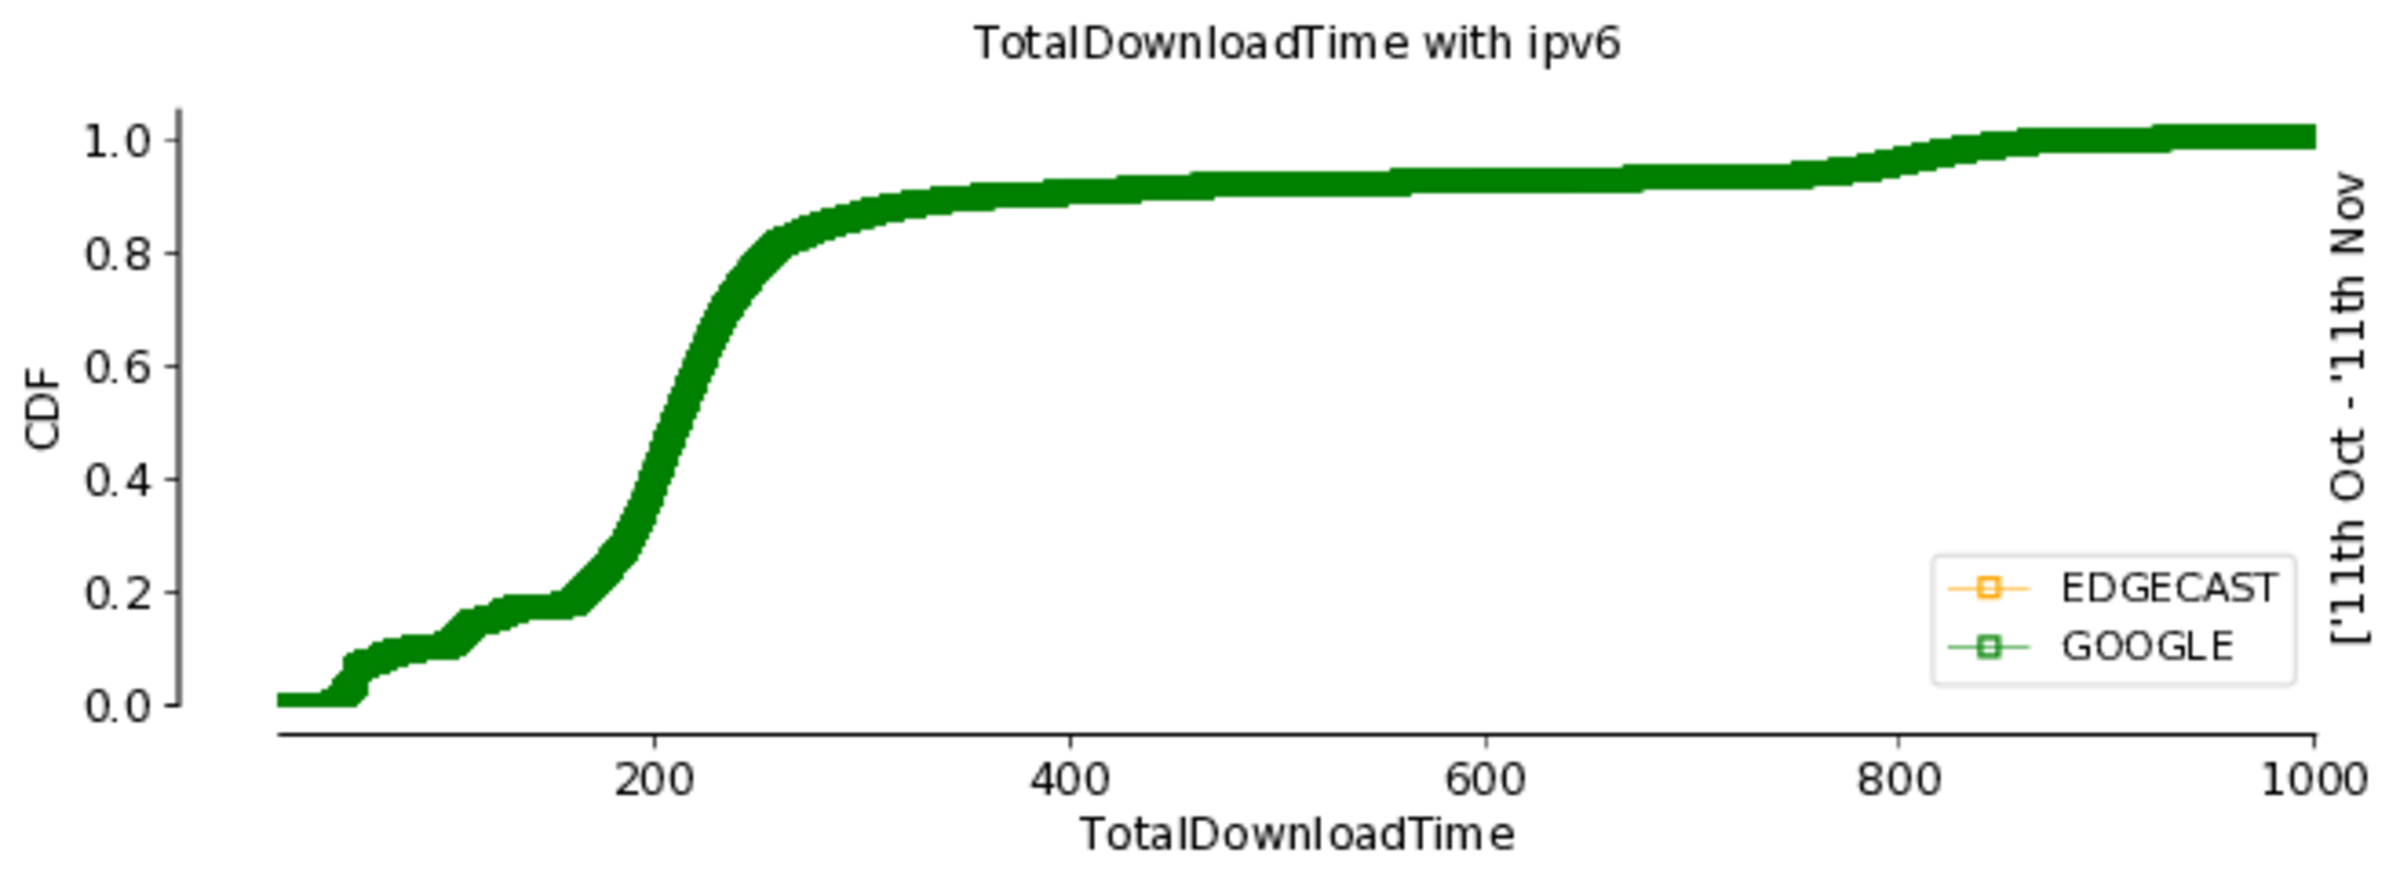 TotalDownloadTime with ipv6
CDF
1.0
0.8
0.6
0.4
0.2
0.0
200
400
600
800
1000
TotalDownloadTime
EDGECAST
GOOGLE
['11th Oct - '11th Nov